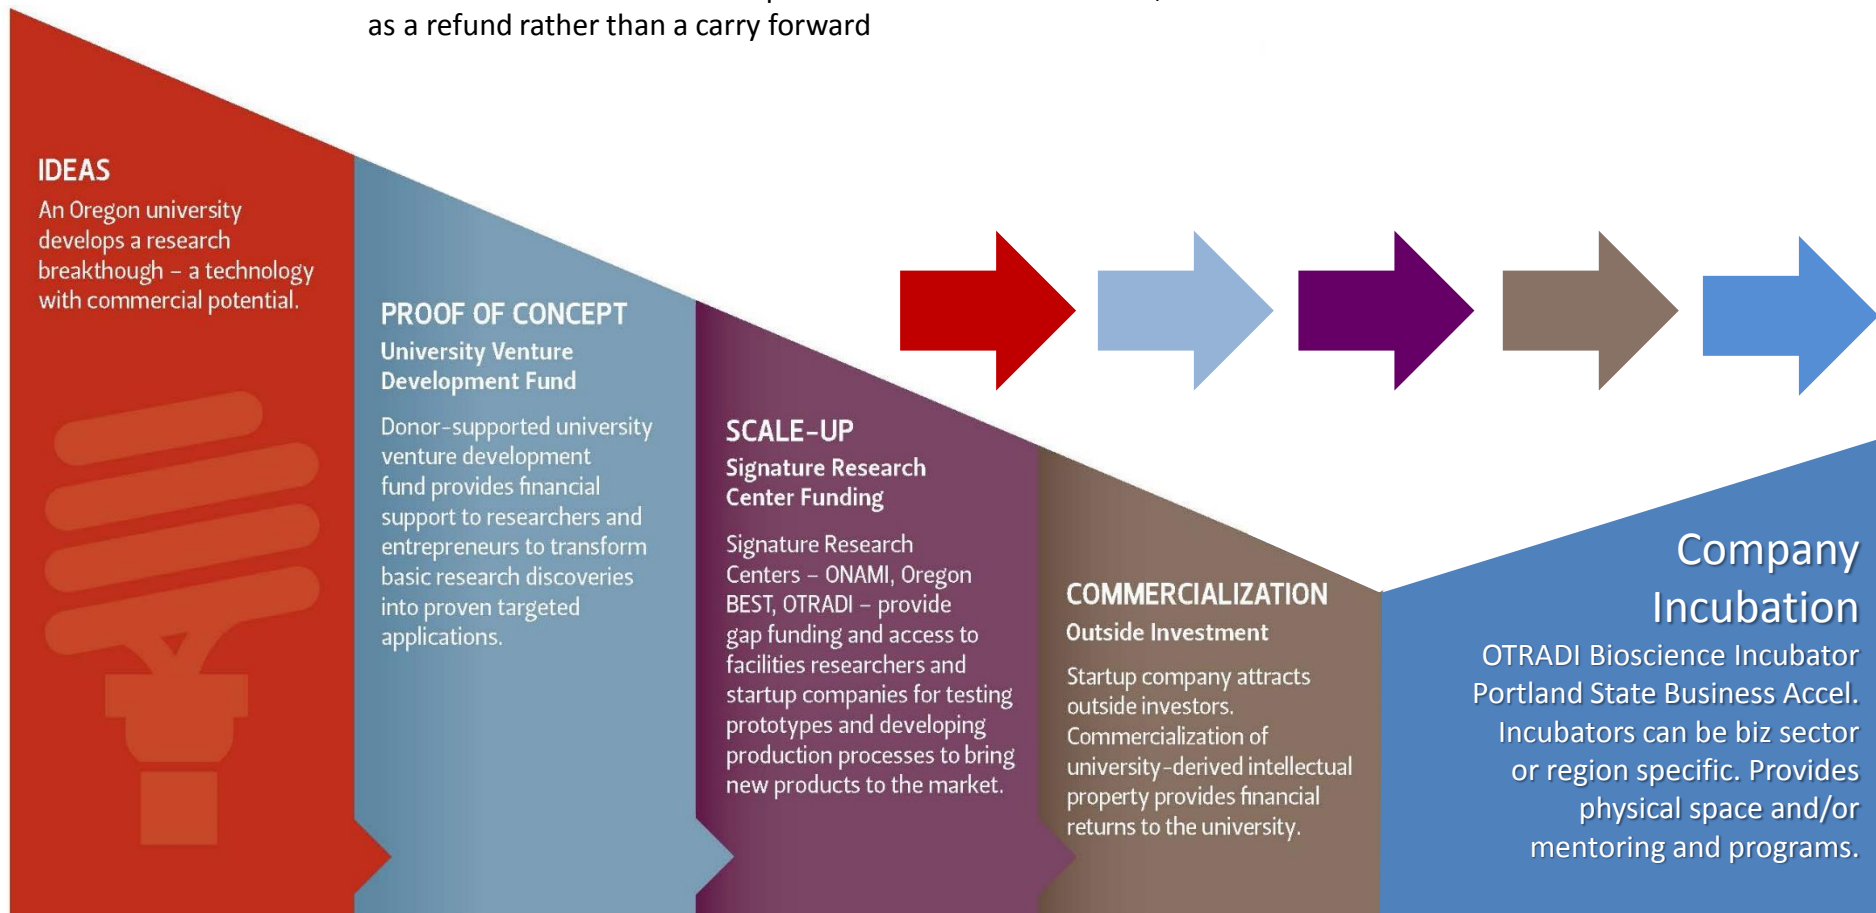 as a refund rather than a carry forward
IDEAS
An Oregon university
develops a research
breakthough – a technology
with commercial potential.
PROOF OF CONCEPT
University Venture
Development Fund
Donor-supported university
venture development
fund provides financial
support to researchers and
entrepreneurs to transform
basic research discoveries
into proven targeted
applications.
SCALE-UP
Signature Research
Center Funding
Signature Research
Centers – ONAMI, Oregon
BEST, OTRADI – provide
gap funding and access to
facilities researchers and
startup companies for testing
prototypes and developing
production processes to bring
new products to the market.
COMMERCIALIZATION
Outside Investment
Startup company attracts
outside investors.
Commercialization of
university-derived intellectual
property provides financial
returns to the university.
Company
Incubation
OTRADI Bioscience Incubator
Portland State Business Accel.
Incubators can be biz sector
or region specific. Provides
physical space and/or
mentoring and programs.